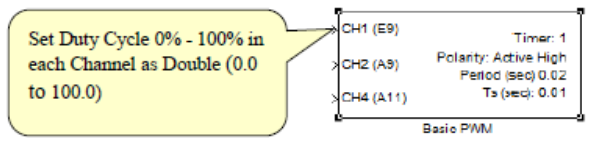 Set Duty Cycle 0% - 100% in
each Channel as Double (0.0
to 100.0)
CH1 (E9)
CH2 (A9)
CH4 (A11)
Timer: 1
Polarity: Active High
Period (sec) 0.02
Ts (sec): 0.01
Basic PWM